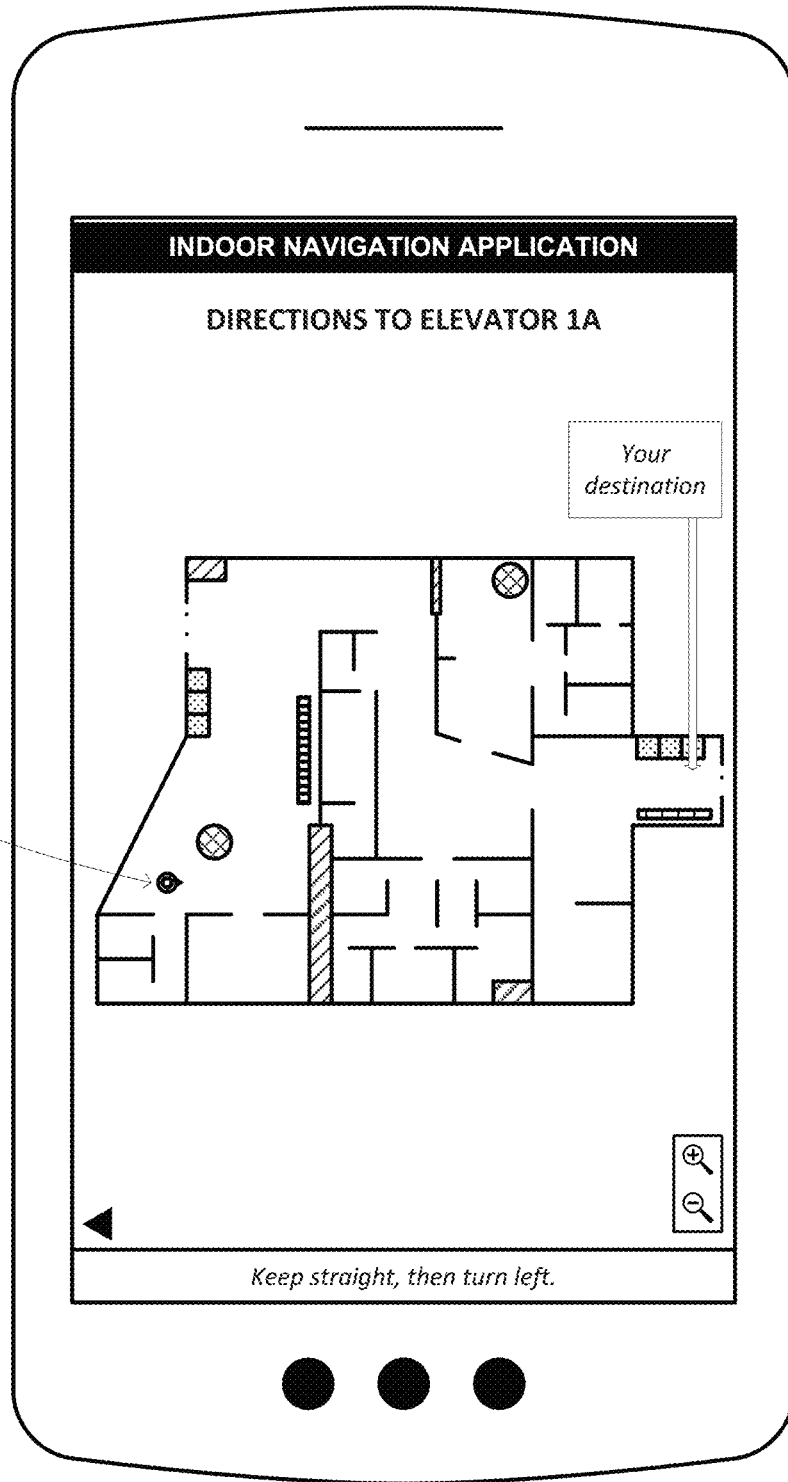 INDOOR NAVIGATION APPLICATION
DIRECTIONS TO ELEVATOR 1A
Your
destination
Keep straight, then turn left.